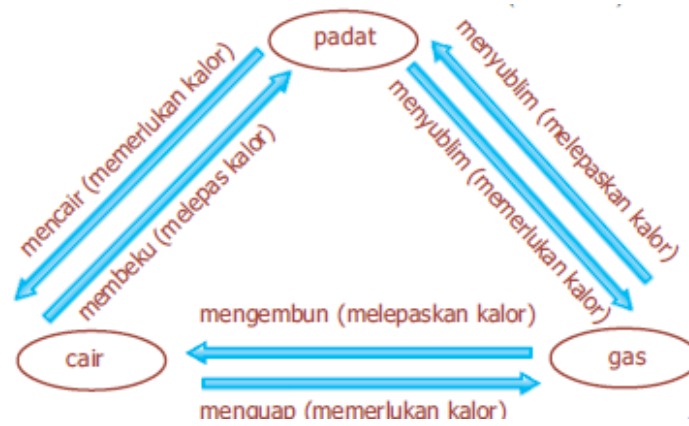 padat
mencair (memerlukan kalor)
membeku (melepas kalor)
menyublim (melepaskan kalor)
menyublim (memerlukan kalor)
mengembun (melepaskan kalor)
cair
gas
menguap (memerlukan kalor)